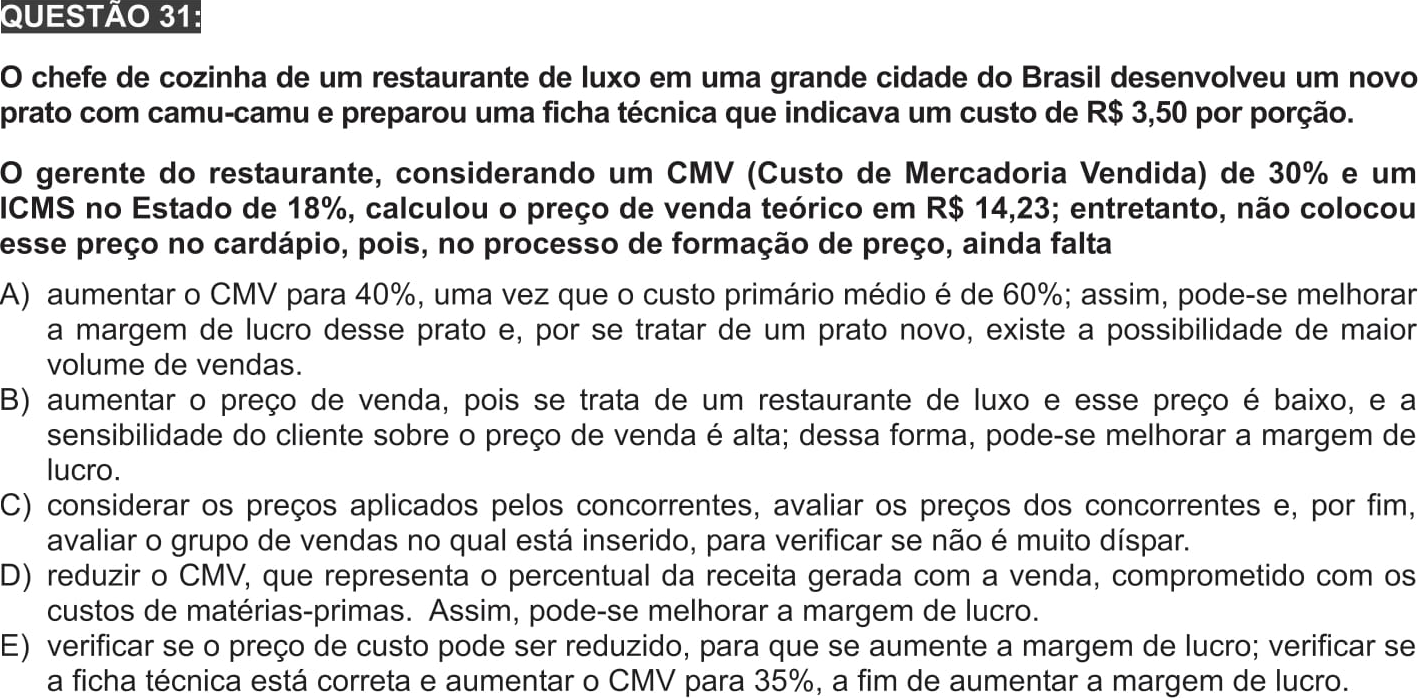 QUESTÃO 31:
O chefe de cozinha de um restaurante de luxo em uma grande cidade do Brasil desenvolveu um novo
prato com camu-camu e preparou uma ficha técnica que indicava um custo de R$ 3,50 por porção.
O gerente do restaurante, considerando um CMV (Custo de Mercadoria Vendida) de 30% e um
ICMS no Estado de 18%, calculou o preço de venda teórico em R$ 14,23; entretanto, não colocou
esse preço no cardápio, pois, no processo de formação de preço, ainda falta
A) aumentar o CMV para 40%, uma vez que o custo primário médio é de 60%; assim, pode-se melhorar
a margem de lucro desse prato e, por se tratar de um prato novo, existe a possibilidade de maior
volume de vendas.
B) aumentar o preço de venda, pois se trata de um restaurante de luxo e esse preço é baixo, e a
sensibilidade do cliente sobre o preço de venda é alta; dessa forma, pode-se melhorar a margem de
lucro.
C) considerar os preços aplicados pelos concorrentes, avaliar os preços dos concorrentes e, por fim,
avaliar o grupo de vendas no qual está inserido, para verificar se não é muito díspar.
D) reduzir o CMV, que representa o percentual da receita gerada com a venda, comprometido com os
custos de matérias-primas. Assim, pode-se melhorar a margem de lucro.
E) verificar se o preço de custo pode ser reduzido, para que se aumente a margem de lucro; verificar se
a ficha técnica está correta e aumentar o CMV para 35%, a fim de aumentar a margem de lucro.